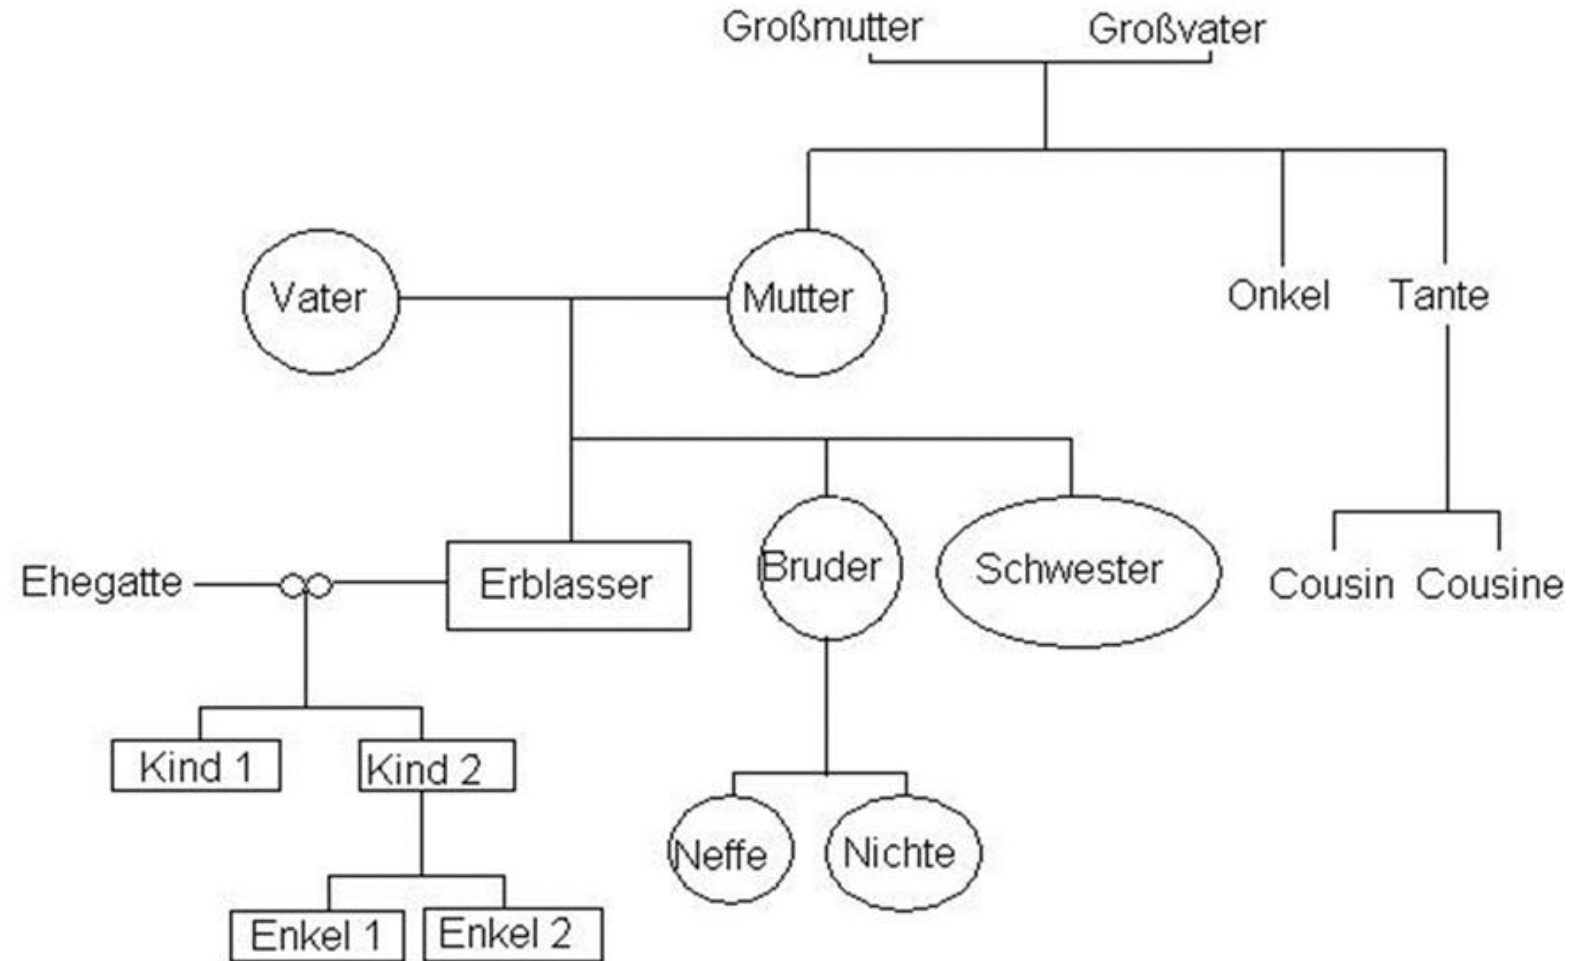 Großmutter Großvater
Vater Mutter Onkel Tante
Ehegatte Erblasser Bruder Schwester Cousin Cousine
Kind 1 Kind 2
Neffe Nichte
Enkel 1 Enkel 2